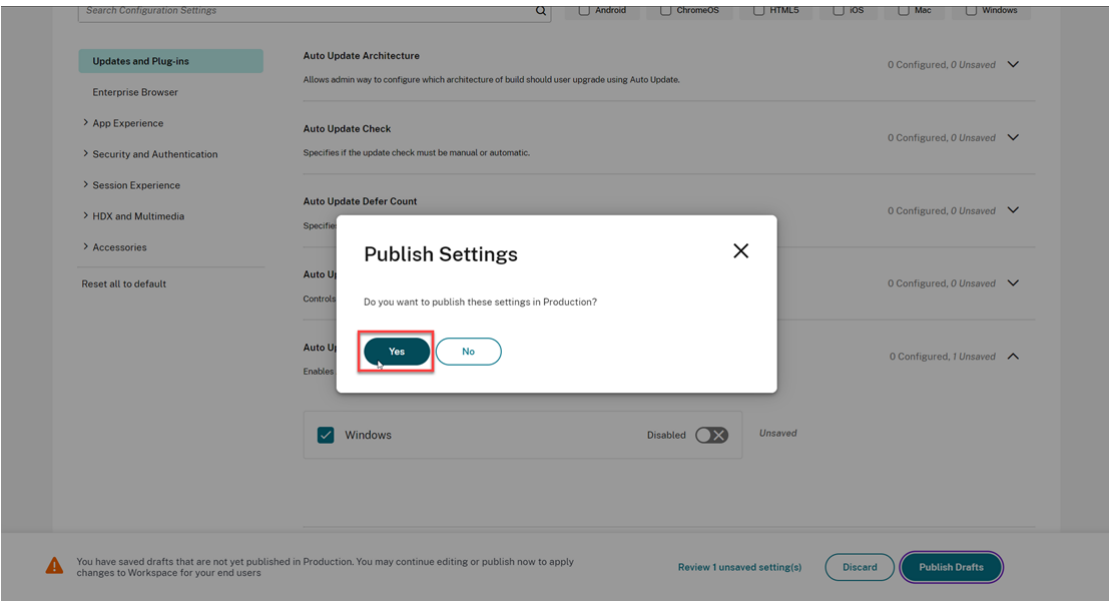 Search Configuration Settings
Android
ChromeOS
HTML5
iOS
Mac
Windows
Updates and Plug-ins
Enterprise Browser
App Experience
Security and Authentication
Session Experience
HDX and Multimedia
Accessories
Reset all to default
Auto Update Architecture
0 Configured, 0 Unsaved
Allows admin way to configure which architecture of build should user upgrade using Auto Update.
Auto Update Check
0 Configured, 0 Unsaved
Specifies if the update check must be manual or automatic.
Auto Update Defer Count
0 Configured, 0 Unsaved
Auto
0 Configured, 0 Unsaved
Controls
Auto
0 Configured, 1 Unsaved
Enables
Publish Settings
Do you want to publish these settings in Production?
Yes
No
Windows
Disabled
Unsaved
You have saved drafts that are not yet published in Production. You may continue editing or publish now to apply
changes to Workspace for your end users
Review 1 unsaved setting(s)
Discard
Publish Drafts